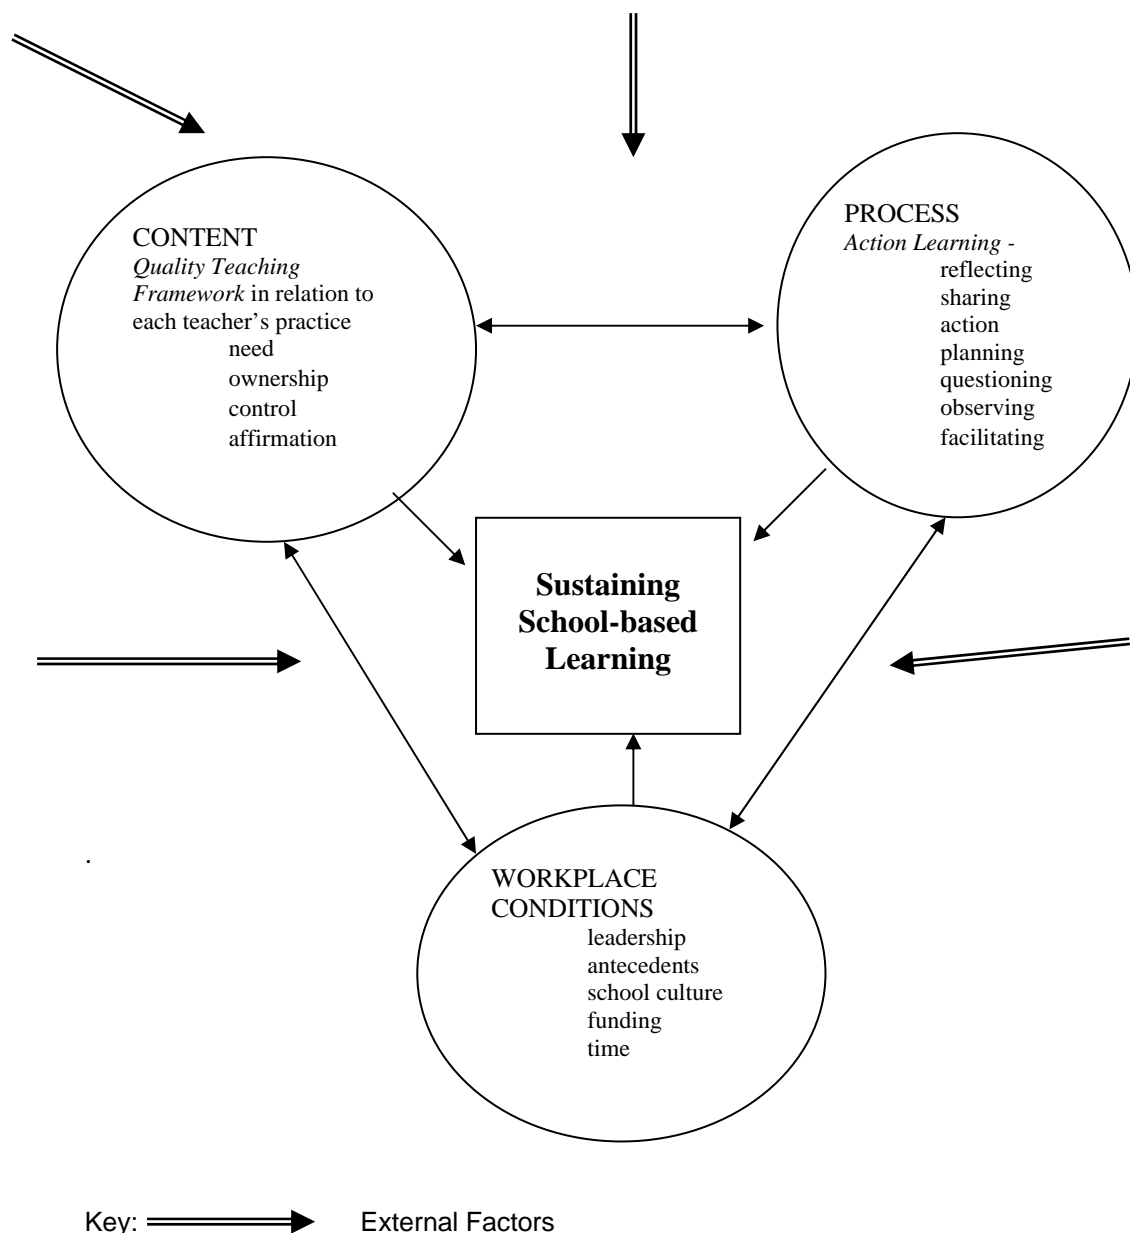 CONTENT
Quality Teaching
Framework in relation to
each teacher’s practice
need
ownership
control
affirmation
PROCESS
Action Learning -
reflecting
sharing
action
planning
questioning
observing
facilitating
Sustaining
School-based
Learning
.
WORKPLACE
CONDITIONS
leadership
antecedents
school culture
funding
time
Key: External Factors